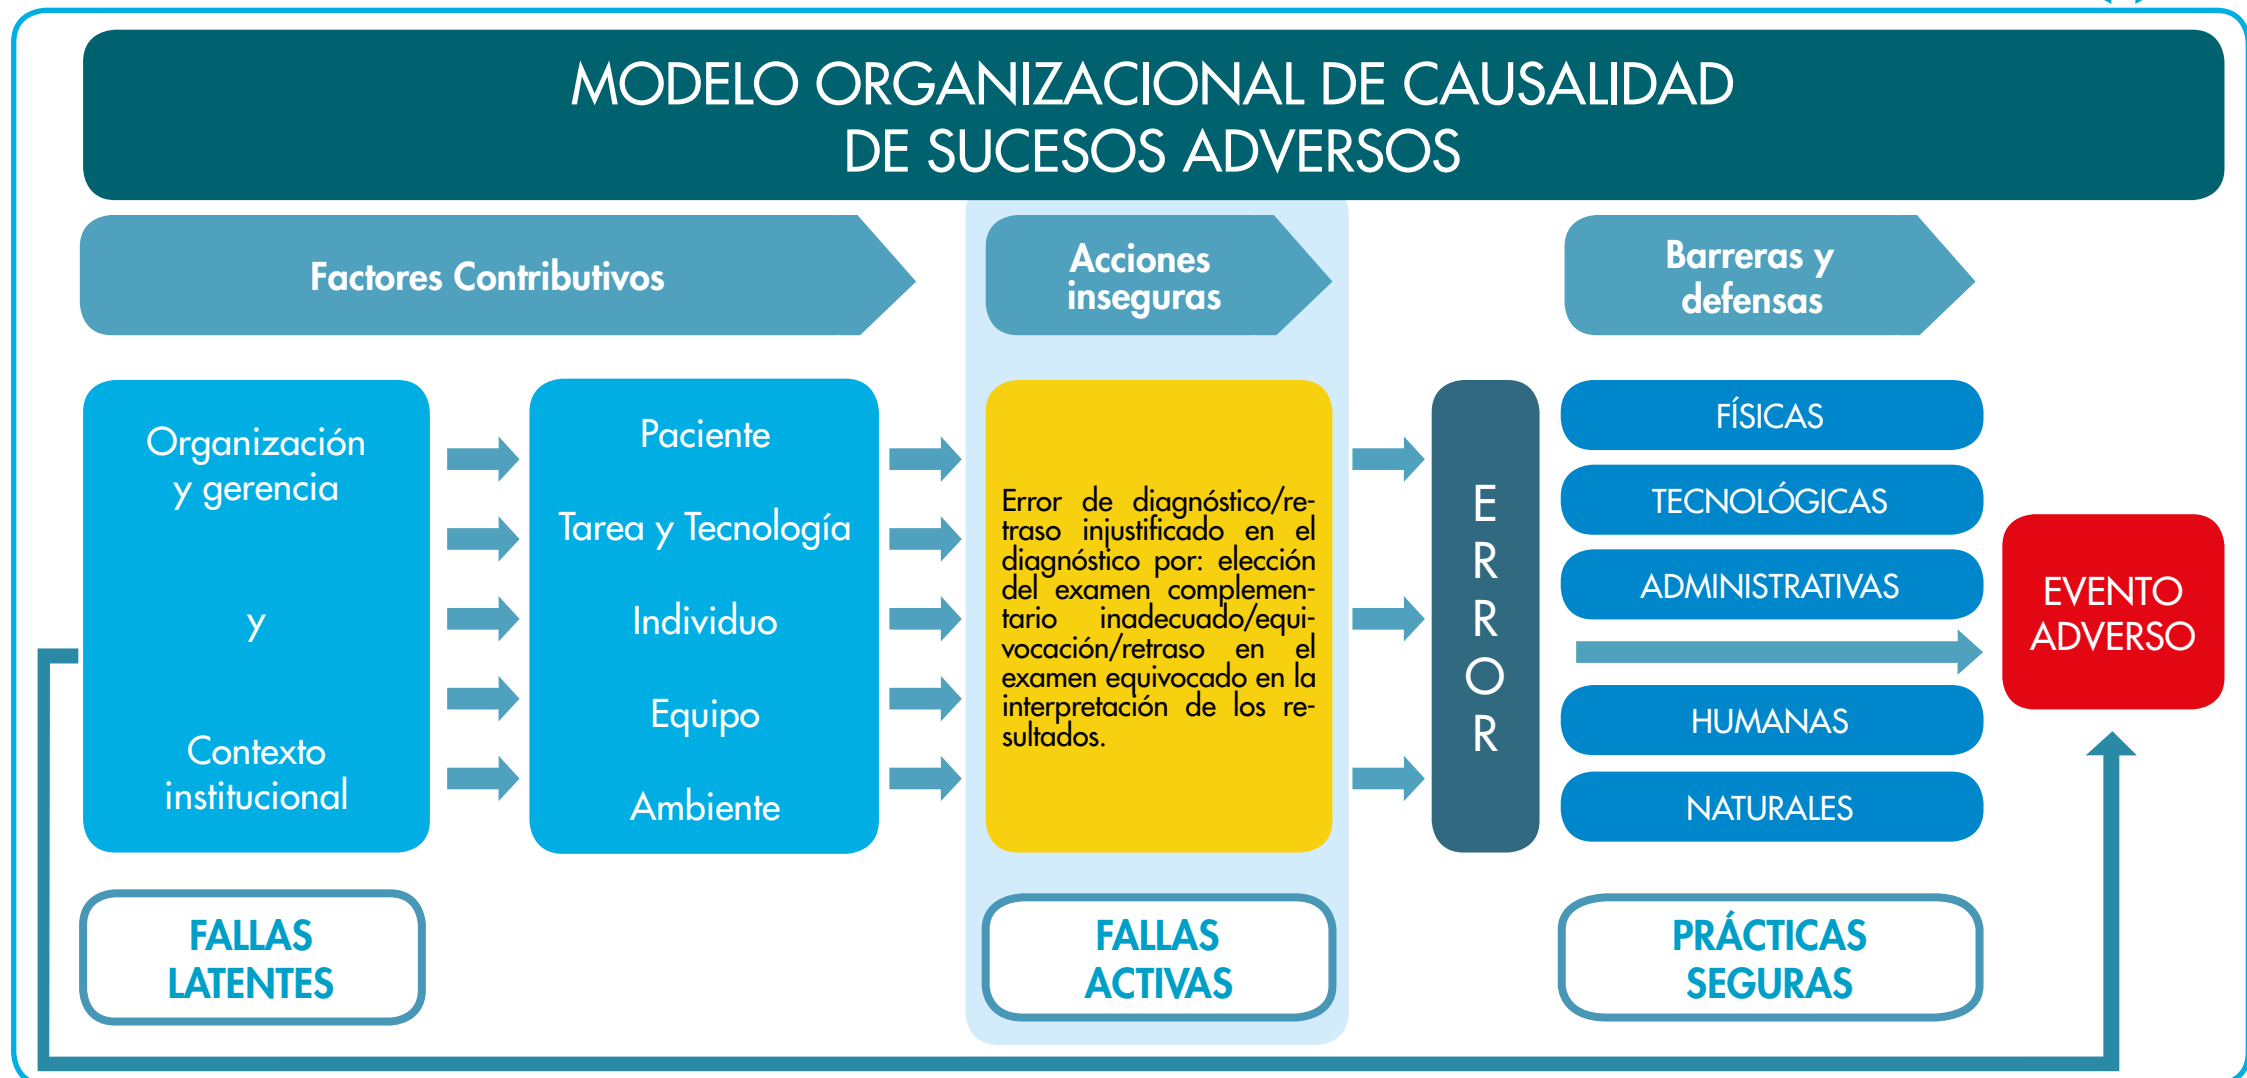 MODELO ORGANIZACIONAL DE CAUSALIDAD
DE SUCESOS ADVERSOS
Factores Contributivos
Acciones
inseguras
Barreras y
defensas
Organización
y gerencia
y
Contexto
institucional
Paciente
Tarea y Tecnología
Individuo
Equipo
Ambiente
Error de diagnóstico/re-
traso injustificado en el
diagnóstico por: elección
del examen complemen-
tario inadecuado/equi-
vocación/retraso en el
examen equivocado en la
interpretación de los re-
sultados.
E
R
R
O
R
FÍSICAS
TECNOLÓGICAS
ADMINISTRATIVAS
HUMANAS
NATURALES
EVENTO
ADVERSO
FALLAS
LATENTES
FALLAS
ACTIVAS
PRÁCTICAS
SEGURAS